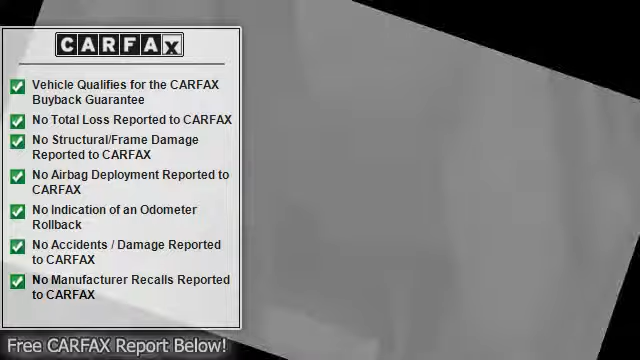 CARFAX
Vehicle Qualifies for the CARFAX
Buyback Guarantee
No Total Loss Reported to CARFAX
No Structural/Frame Damage
Reported to CARFAX
No Airbag Deployment Reported to
CARFAX
No Indication of an Odometer
Rollback
No Accidents / Damage Reported
to CARFAX
No Manufacturer Recalls Reported
to CARFAX
Free CARFAX Report Below!